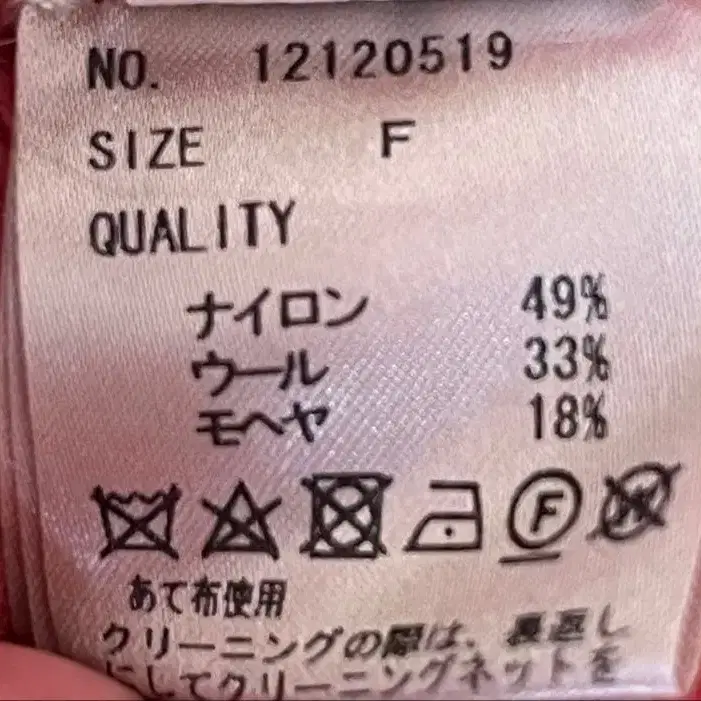 NO. 12120519
SIZE F
QUALITY
ナイロン 49%
ウール 33%
モヘヤ 18%
F W
あて布使用
クリーニングの際は、裏返し
にしてクリーニングネットを